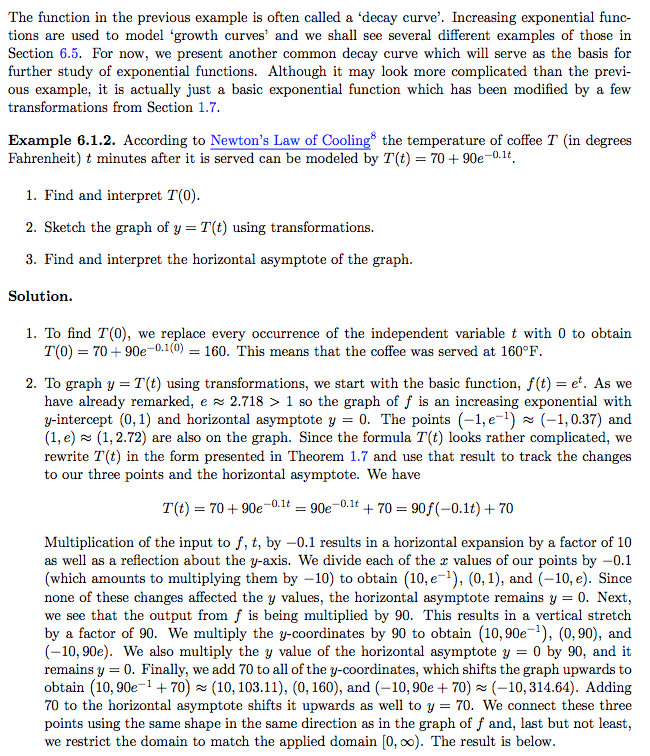 The function in the previous example is often called a ‘decay curve’. Increasing exponential func-
tions are used to model ‘growth curves’ and we shall see several different examples of those in
Section 6.5. For now, we present another common decay curve which will serve as the basis for
further study of exponential functions. Although it may look more complicated than the previ-
ous example, it is actually just a basic exponential function which has been modified by a few
transformations from Section 1.7.
Example 6.1.2. According to Newton’s Law of Cooling⁸ the temperature of coffee T (in degrees
Fahrenheit) t minutes after it is served can be modeled by T(t) = 70 + 90e^{−0.1t}.
1. Find and interpret T(0).
2. Sketch the graph of y = T(t) using transformations.
3. Find and interpret the horizontal asymptote of the graph.
Solution.
1. To find T(0), we replace every occurrence of the independent variable t with 0 to obtain
T(0) = 70 + 90e^{−0.1(0)} = 160. This means that the coffee was served at 160°F.
2. To graph y = T(t) using transformations, we start with the basic function, f(t) = e^t. As we
have already remarked, e ≈ 2.718 > 1 so the graph of f is an increasing exponential with
y-intercept (0, 1) and horizontal asymptote y = 0. The points (−1, e^{−1}) ≈ (−1, 0.37) and
(1, e) ≈ (1, 2.72) are also on the graph. Since the formula T(t) looks rather complicated, we
rewrite T(t) in the form presented in Theorem 1.7 and use that result to track the changes
to our three points and the horizontal asymptote. We have
T(t) = 70 + 90e^{−0.1t} = 90e^{−0.1t} + 70 = 90f(−0.1t) + 70
Multiplication of the input to f, t, by −0.1 results in a horizontal expansion by a factor of 10
as well as a reflection about the y-axis. We divide each of the x values of our points by −0.1
(which amounts to multiplying them by −10) to obtain (10, e^{−1}), (0, 1), and (−10, e). Since
none of these changes affected the y values, the horizontal asymptote remains y = 0. Next,
we see that the output from f is being multiplied by 90. This results in a vertical stretch
by a factor of 90. We multiply the y-coordinates by 90 to obtain (10, 90e^{−1}), (0, 90), and
(−10, 90e). We also multiply the y value of the horizontal asymptote y = 0 by 90, and it
remains y = 0. Finally, we add 70 to all of the y-coordinates, which shifts the graph upwards to
obtain (10, 90e^{−1} + 70) ≈ (10, 103.11), (0, 160), and (−10, 90e + 70) ≈ (−10, 314.64). Adding
70 to the horizontal asymptote shifts it upwards as well to y = 70. We connect these three
points using the same shape in the same direction as in the graph of f and, last but not least,
we restrict the domain to match the applied domain [0, ∞). The result is below.